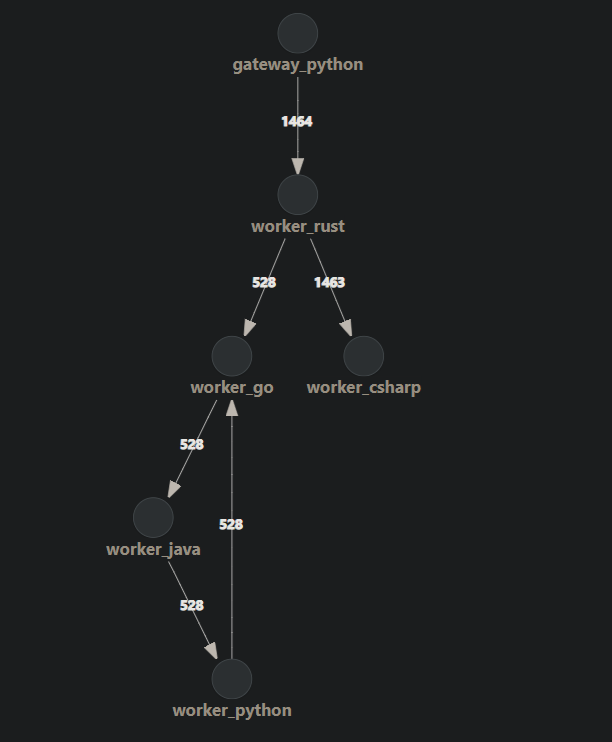 gateway_python
1464
worker_rust
528
1463
worker_go
worker_csharp
528
528
worker_java
528
worker_python